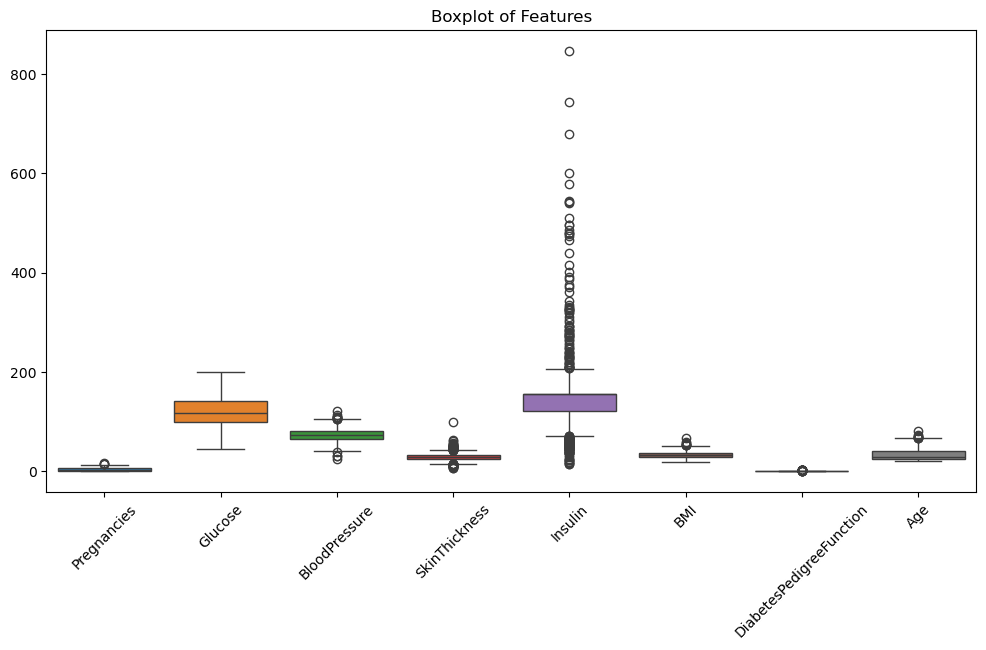 Boxplot of Features
800
600
400
200
0
Pregnancies
Glucose
BloodPressure
SkinThickness
Insulin
BMI
DiabetesPedigreeFunction
Age